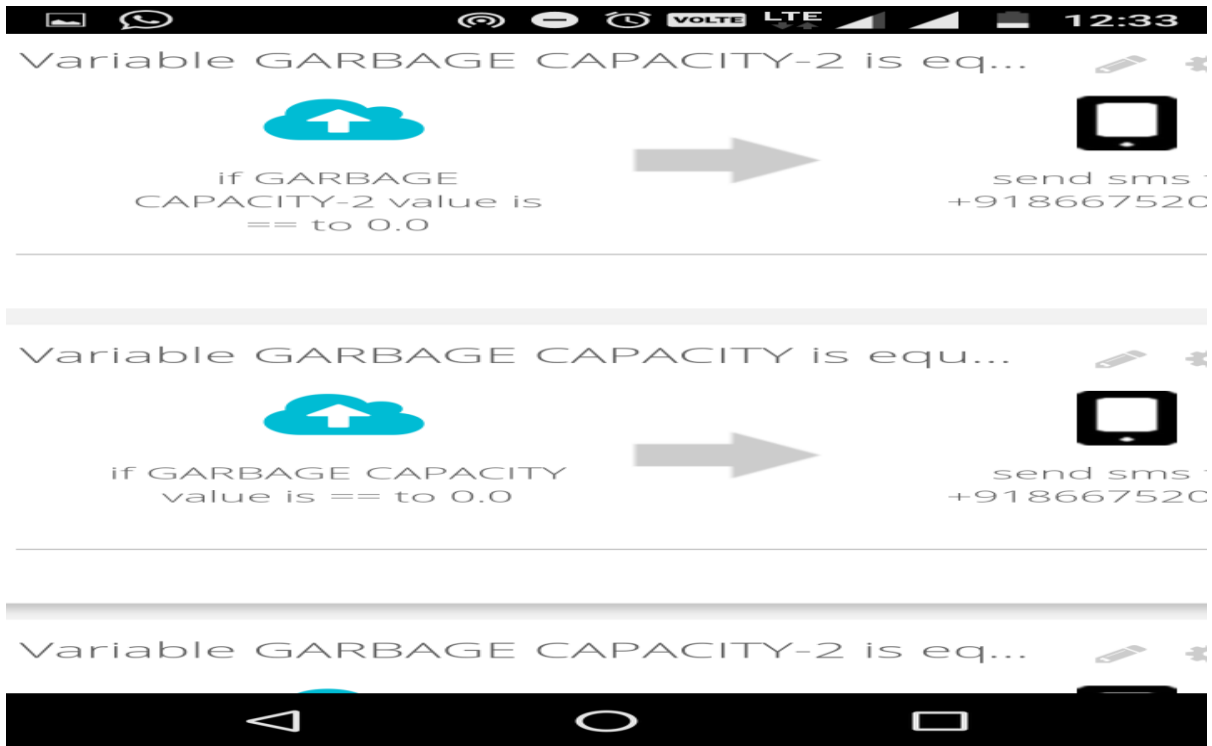 VOLTE LTE 12:33
Variable GARBAGE CAPACITY-2 is eq...
if GARBAGE
CAPACITY-2 value is
== to 0.0
send sms
+918667520
Variable GARBAGE CAPACITY is equ...
if GARBAGE CAPACITY
value is == to 0.0
send sms
+918667520
Variable GARBAGE CAPACITY-2 is eq...